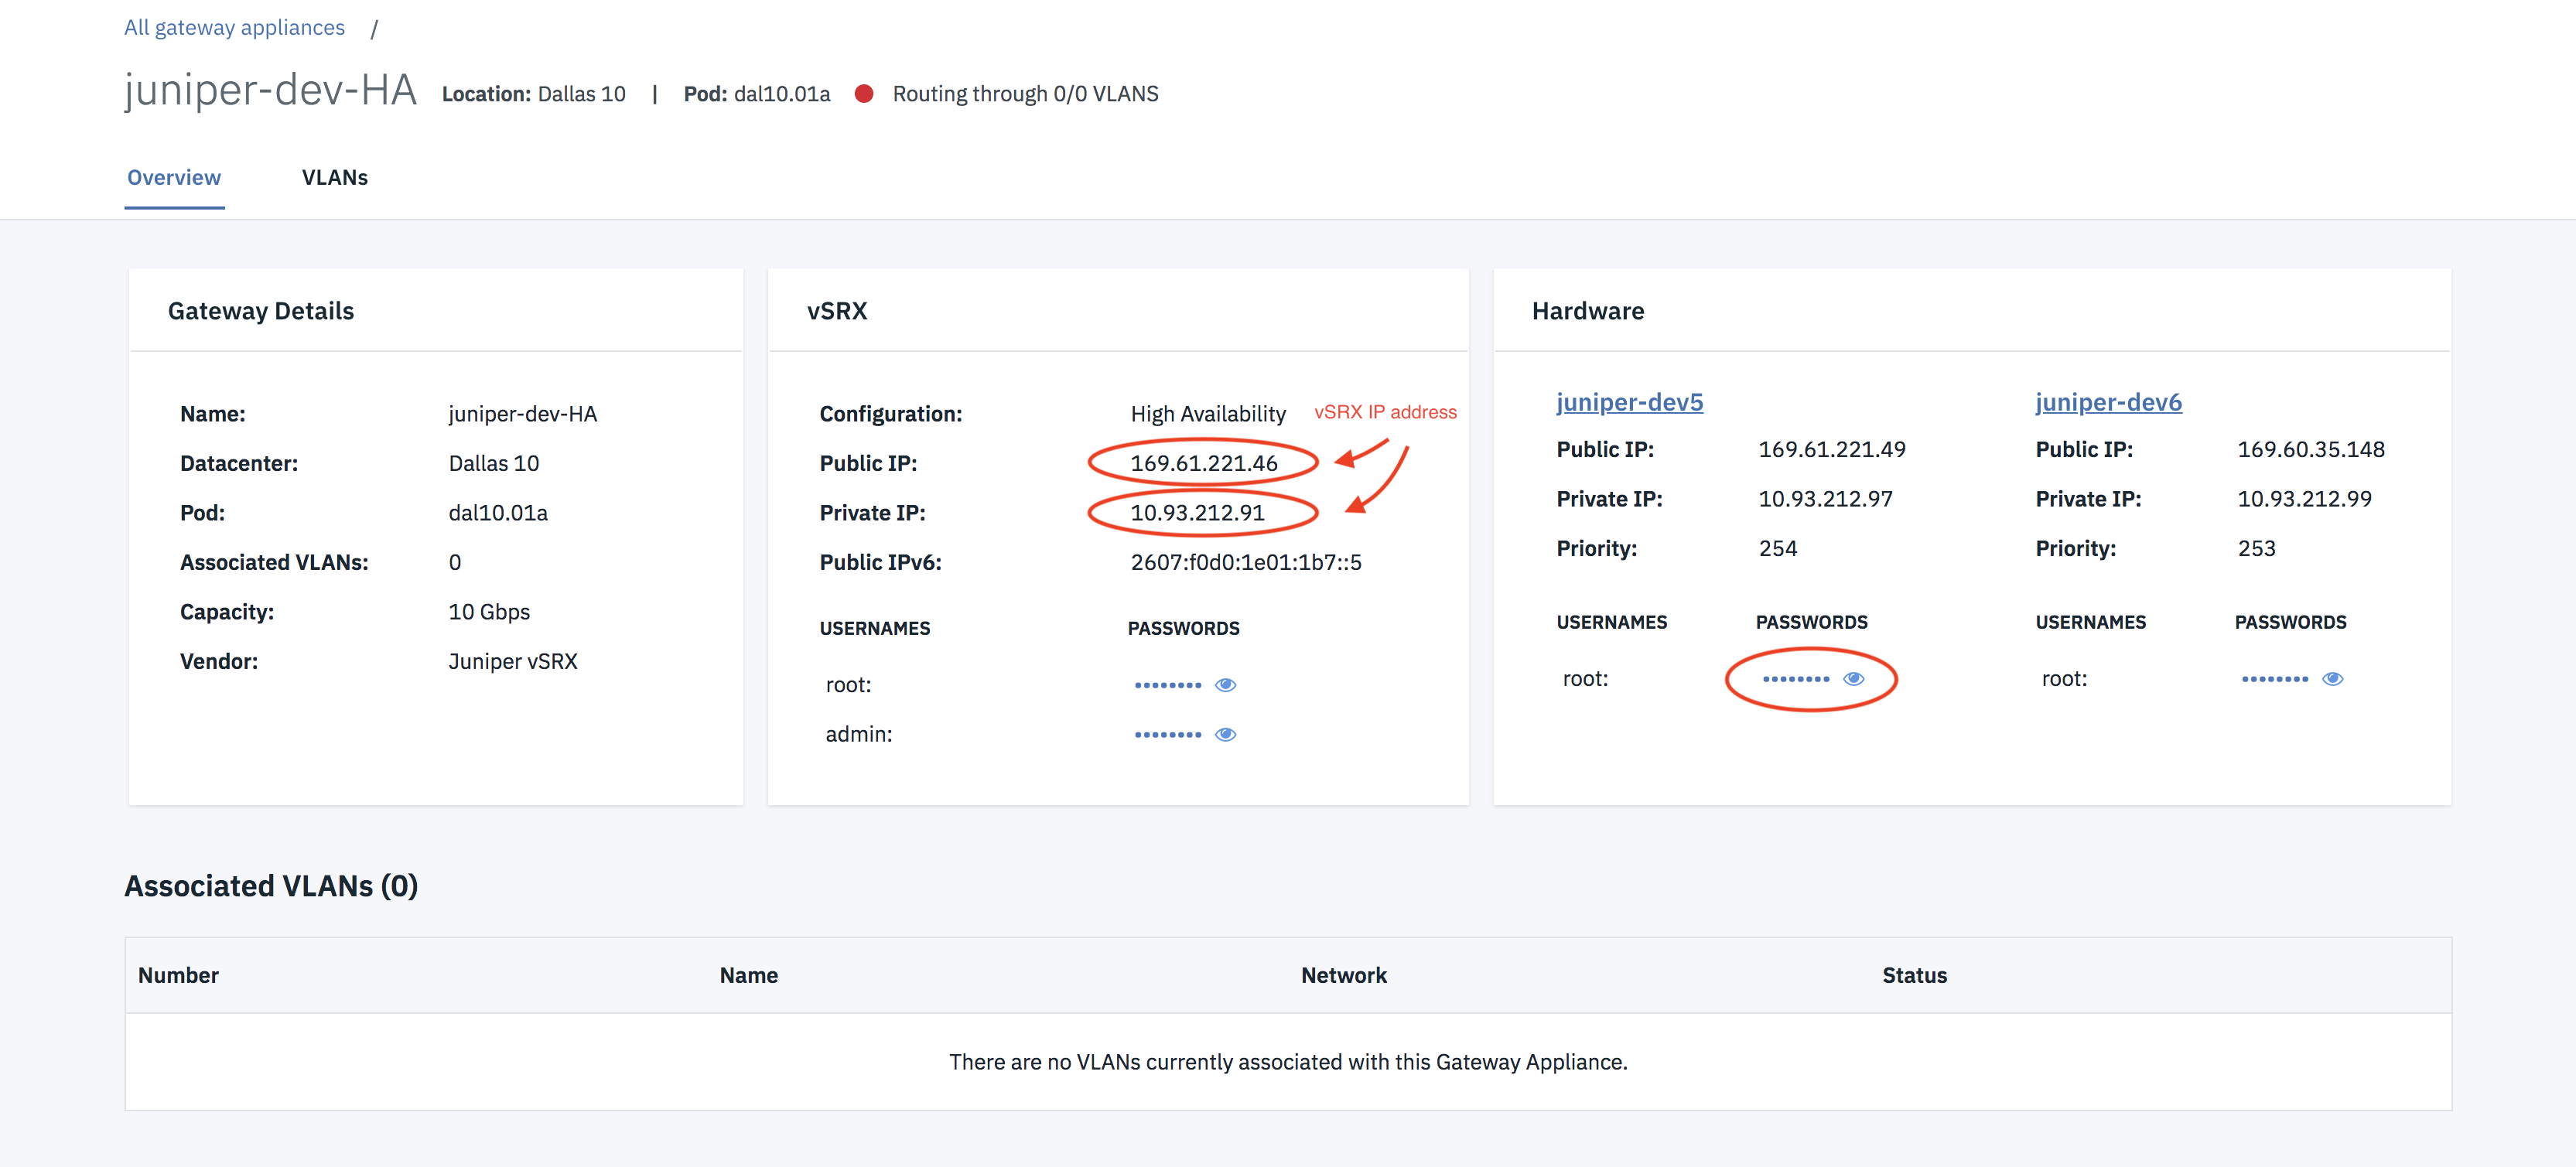 All gateway appliances /
juniper-dev-HA Location: Dallas 10 | Pod: dal10.01a Routing through 0/0 VLANS
Overview VLANs
Gateway Details
Name: juniper-dev-HA
Datacenter: Dallas 10
Pod: dal10.01a
Associated VLANs: 0
Capacity: 10 Gbps
Vendor: Juniper vSRX
vSRX
Configuration: High Availability vSRX IP address
Public IP: 169.61.221.46
Private IP: 10.93.212.91
Public IPv6: 2607:f0d0:1e01:1b7::5
USERNAMES PASSWORDS
root: ••••••••
admin: ••••••••
Hardware
juniper-dev5
Public IP: 169.61.221.49
Private IP: 10.93.212.97
Priority: 254
USERNAMES PASSWORDS
root: ••••••••
juniper-dev6
Public IP: 169.60.35.148
Private IP: 10.93.212.99
Priority: 253
USERNAMES PASSWORDS
root: ••••••••
Associated VLANs (0)
Number Name Network Status
There are no VLANs currently associated with this Gateway Appliance.